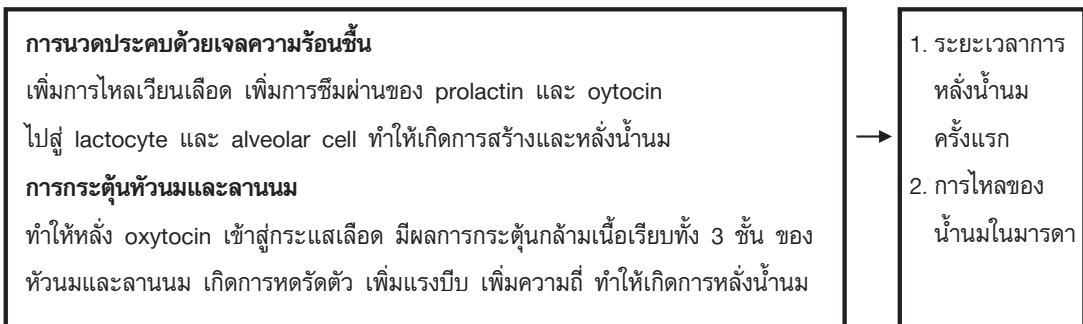 การนวดประคบด้วยเจลความร้อนชื้น
เพิ่มการไหลเวียนเลือด เพิ่มการซึมผ่านของ prolactin และ oytocin
ไปสู่ lactocyte และ alveolar cell ทำให้เกิดการสร้างและหลั่งน้ำนม
การกระตุ้นหัวนมและลานนม
ทำให้หลั่ง oxytocin เข้าสู่กระแสเลือด มีผลการกระตุ้นกล้ามเนื้อเรียบทั้ง 3 ชั้น ของ
หัวนมและลานนม เกิดการหดรัดตัว เพิ่มแรงบีบ เพิ่มความถี่ ทำให้เกิดการหลั่งน้ำนม
1. ระยะเวลาการ
หลั่งน้ำนม
ครั้งแรก
2. การไหลของ
น้ำนมในมารดา